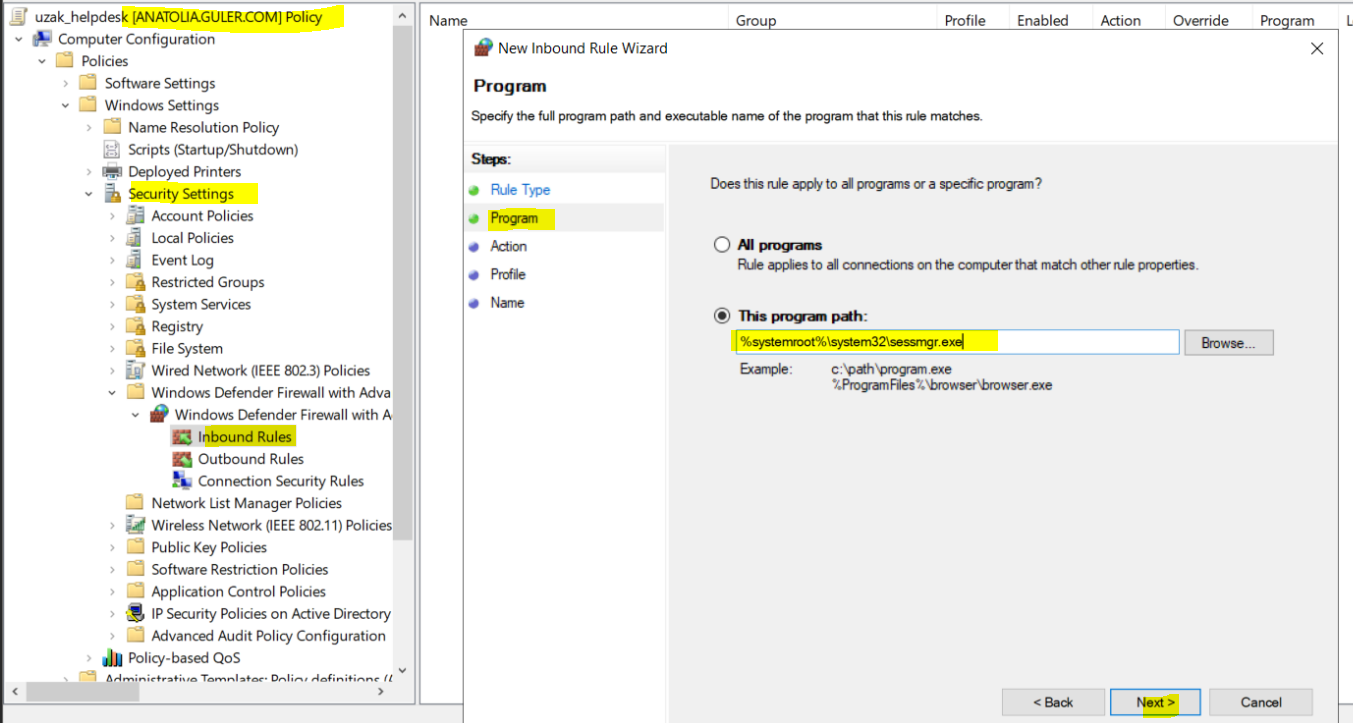 uzak_helpdesk [ANATOLIA.GULER.COM] Policy
Computer Configuration
Policies
Software Settings
Windows Settings
Name Resolution Policy
Scripts (Startup/Shutdown)
Deployed Printers
Security Settings
Account Policies
Local Policies
Event Log
Restricted Groups
System Services
Registry
File System
Wired Network (IEEE 802.3) Policies
Windows Defender Firewall with Adva
Windows Defender Firewall with A
Inbound Rules
Outbound Rules
Connection Security Rules
Network List Manager Policies
Wireless Network (IEEE 802.11) Policies
Public Key Policies
Software Restriction Policies
Application Control Policies
IP Security Policies on Active Directory
Advanced Audit Policy Configuration
Policy-based QoS
Administrative Templates: Policy definitions (
Name Group Profile Enabled Action Override Program L
New Inbound Rule Wizard
Program
Specify the full program path and executable name of the program that this rule matches.
Steps:
Rule Type
Program
Action
Profile
Name
Does this rule apply to all programs or a specific program?
All programs
Rule applies to all connections on the computer that match other rule properties.
This program path:
%systemroot%\system32\sessmgr.exe
Browse...
Example: c:\path\program.exe
%ProgramFiles%\browser\browser.exe
< Back Next > Cancel